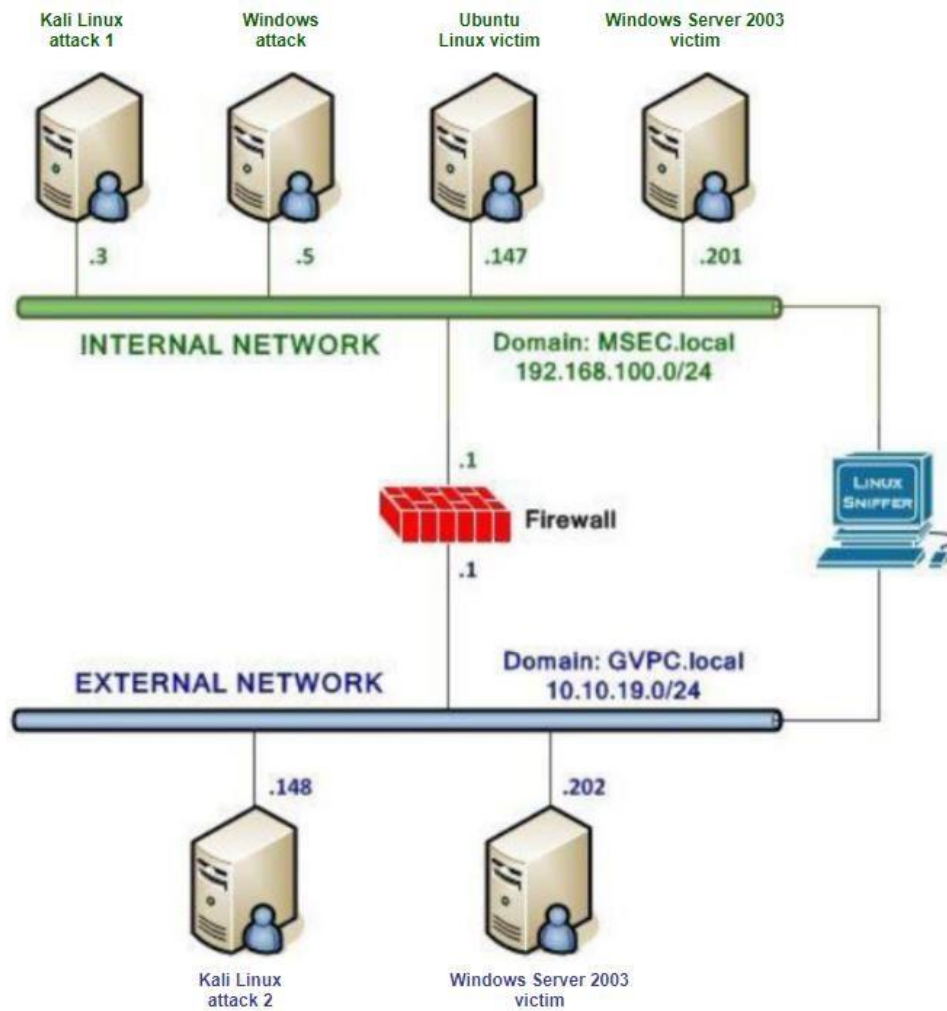 Kali Linux
attack 1
Windows
attack
Ubuntu
Linux victim
Windows Server 2003
victim
.3
.5
.147
.201
INTERNAL NETWORK
Domain: MSEC.local
192.168.100.0/24
.1
Firewall
.1
LINUX
SNIFFER
EXTERNAL NETWORK
Domain: GVPC.local
10.10.19.0/24
.148
.202
Kali Linux
attack 2
Windows Server 2003
victim